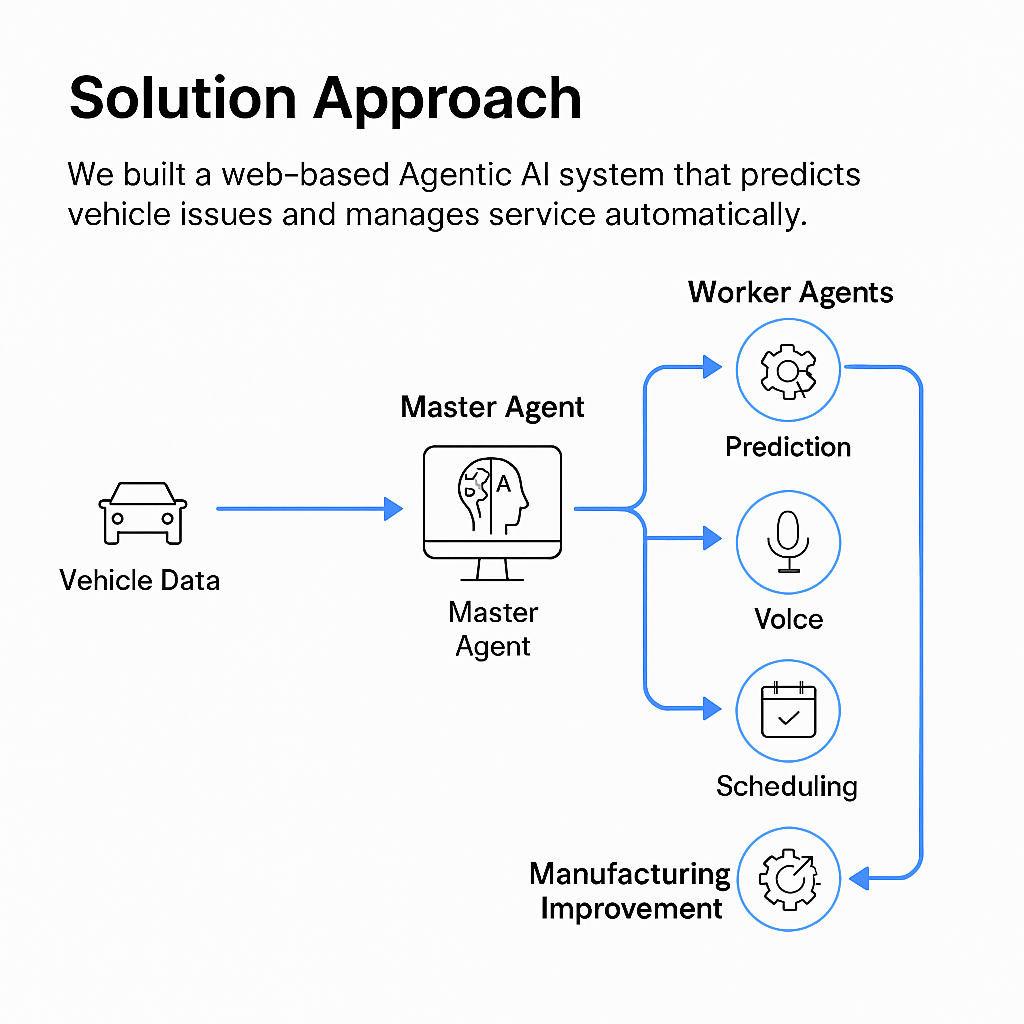 Solution Approach
We built a web-based Agentic AI system that predicts
vehicle issues and manages service automatically.
Worker Agents
Master Agent
A
Prediction
Vehicle Data
Master
Agent
Volce
Scheduling
Manufacturing
Improvement